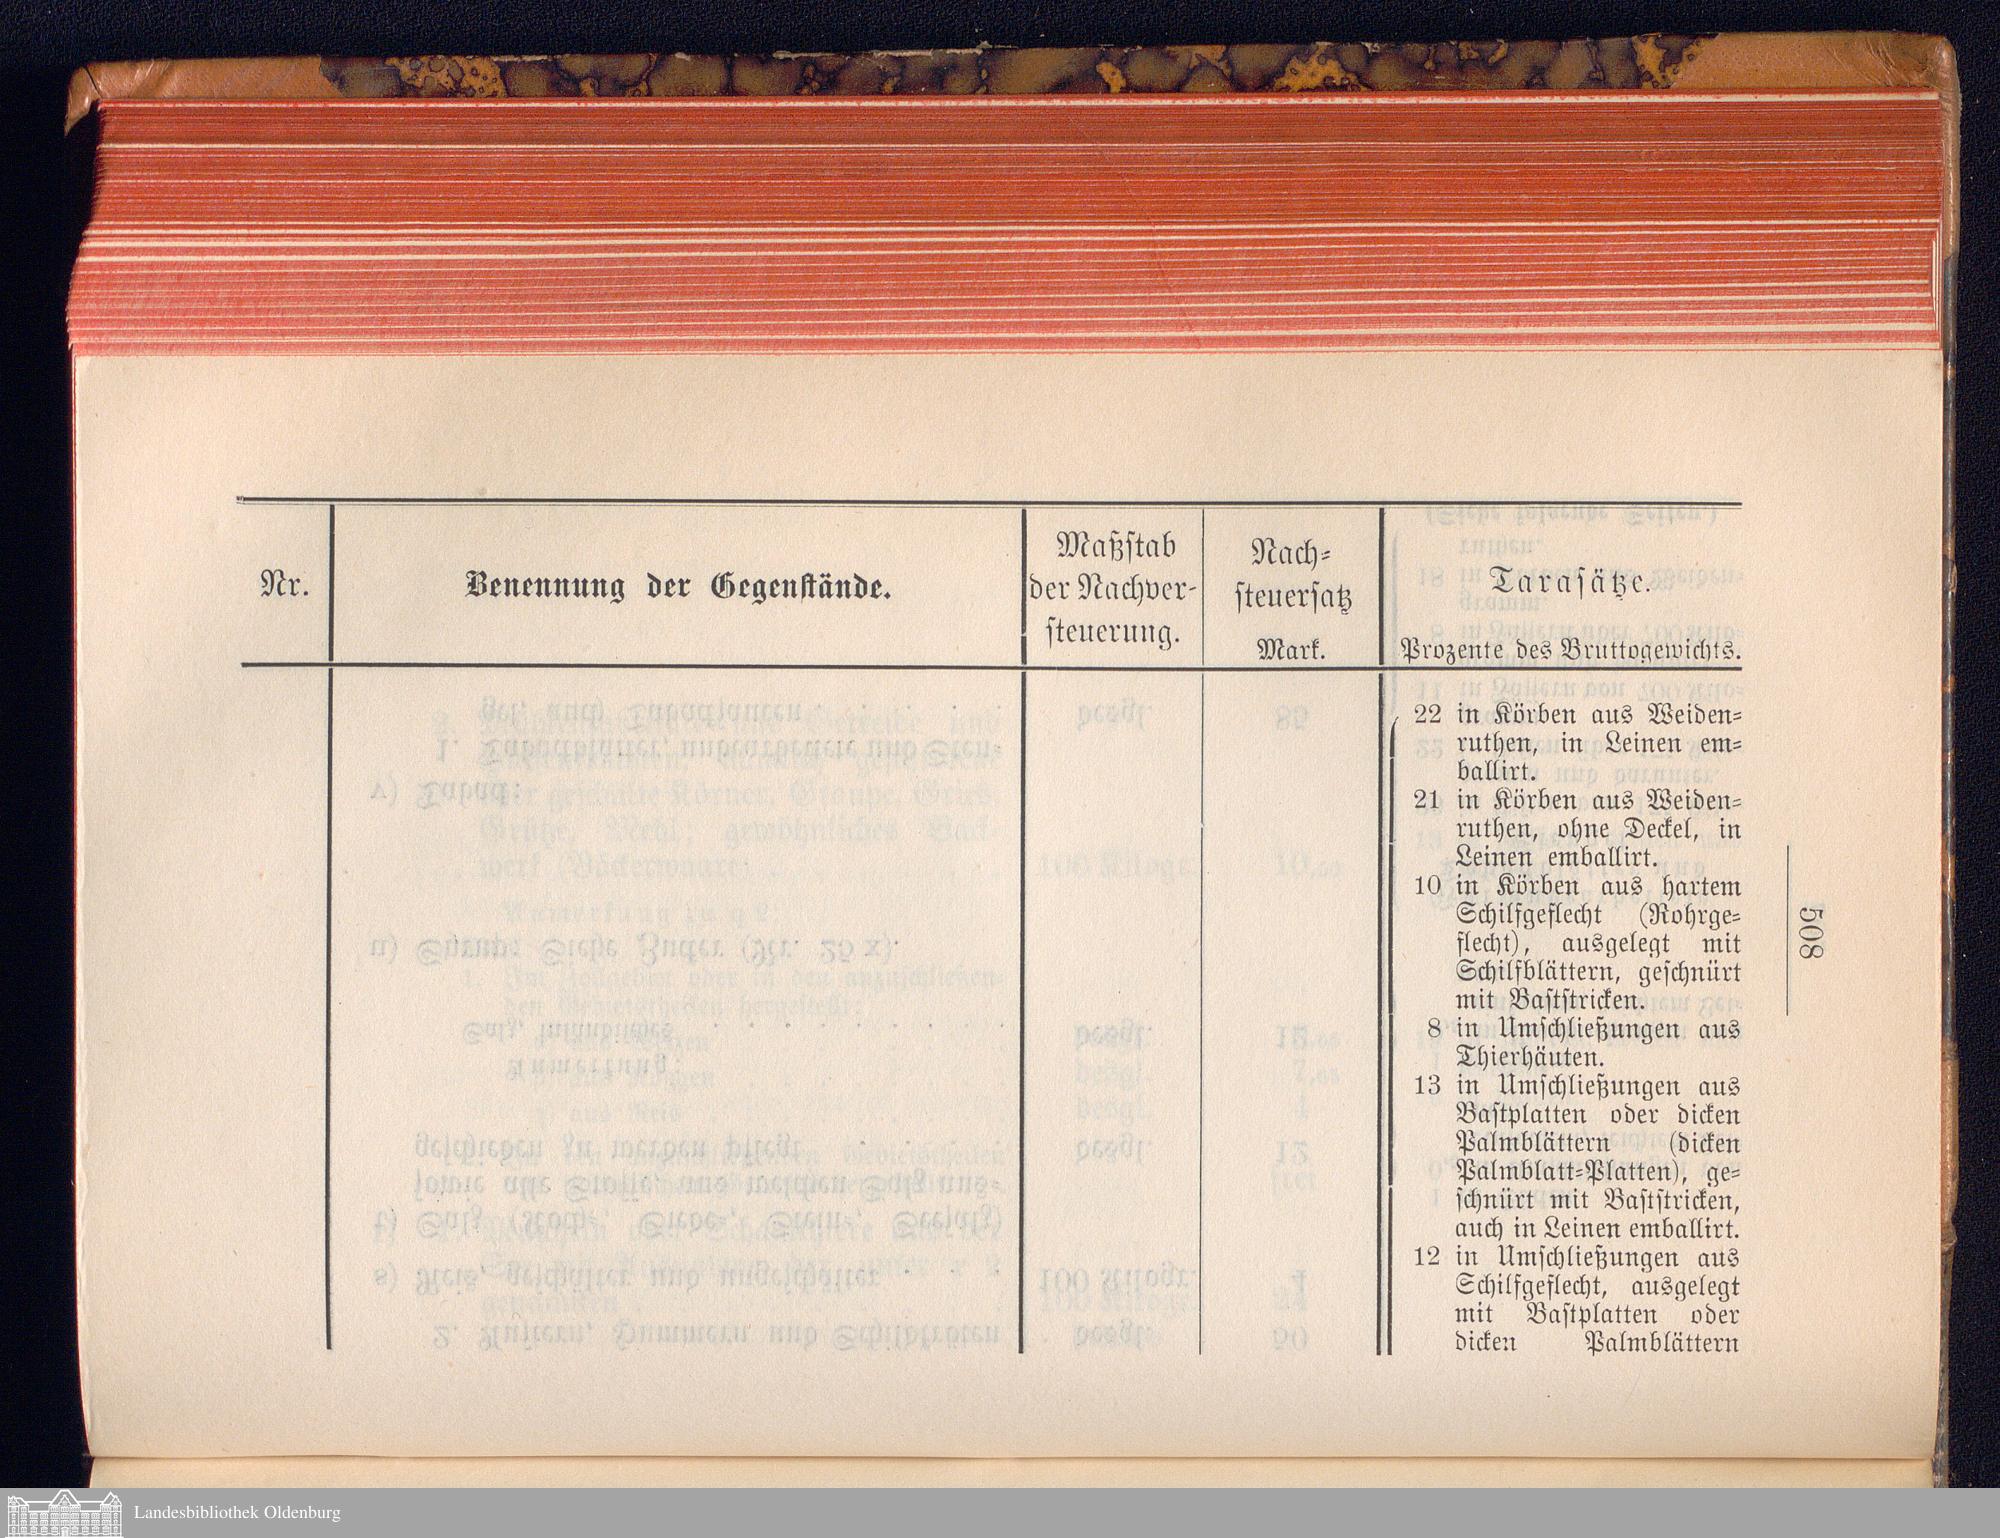 Nr.
Benennung der Gegenstände.
Maßstab
der Nachver-
steuerung.
Nach-
steuersatz
Mark.
Tarasätze.
Prozente des Bruttogewichts.
22 in Körben aus Weiden-
ruthen, in Leinen em-
ballirt.
21 in Körben aus Weiden-
ruthen, ohne Deckel, in
Leinen emballirt.
10 in Körben aus hartem
Schilfgeflecht (Rohrge-
flecht), ausgelegt mit
Schilfblättern, geschnürt
mit Baststricken.
8 in Umschließungen aus
Thierhäuten.
13 in Umschließungen aus
Bastplatten oder dicken
Palmblättern (dicken
Palmblatt-Platten), ge-
schnürt mit Baststricken,
auch in Leinen emballirt.
12 in Umschließungen aus
Schilfgeflecht, ausgelegt
mit Bastplatten oder
dicken Palmblättern
508
Landesbibliothek Oldenburg